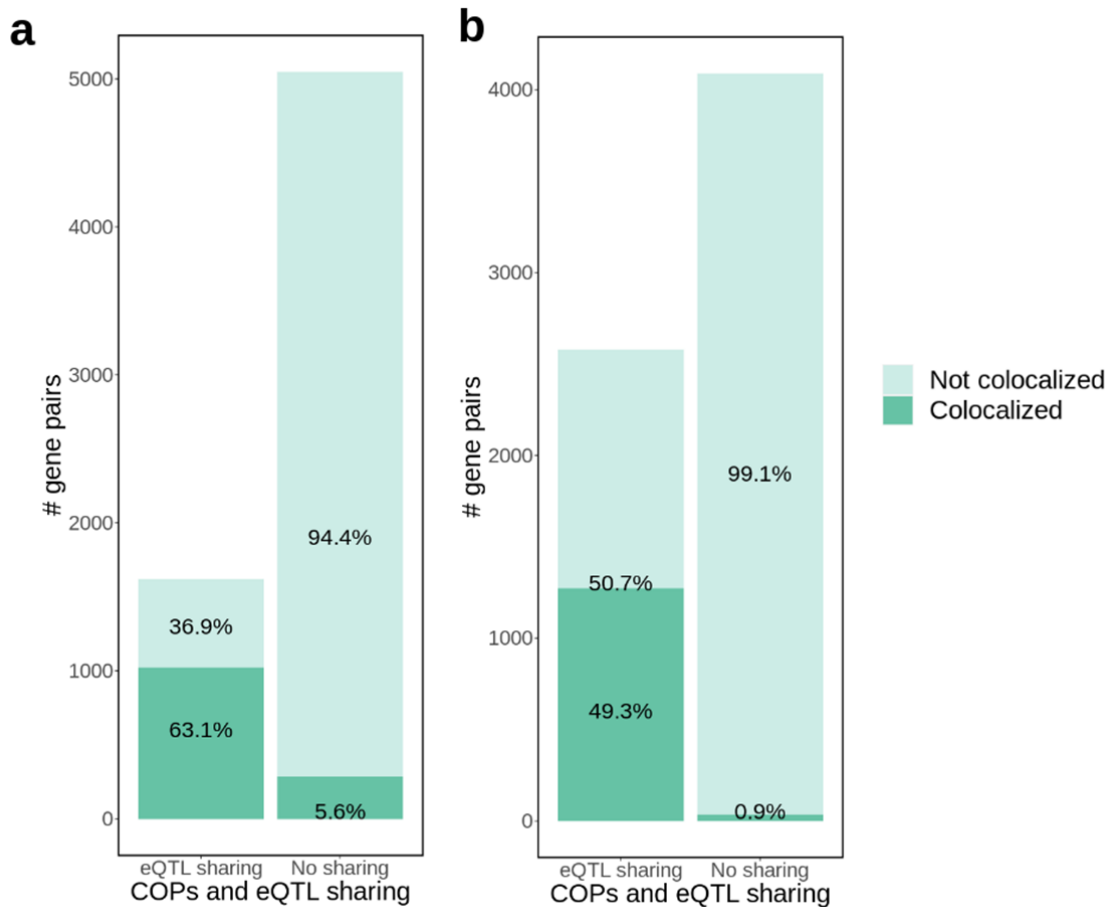 a
5000
4000
3000
2000
1000
0
# gene pairs
94.4%
36.9%
63.1%
5.6%
eQTL sharing No sharing
COPs and eQTL sharing
b
4000
3000
2000
1000
0
# gene pairs
99.1%
50.7%
49.3%
0.9%
eQTL sharing No sharing
COPs and eQTL sharing
Not colocalized
Colocalized